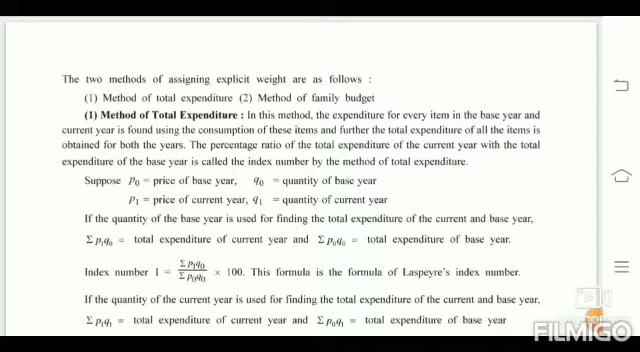 The two methods of assigning explicit weight are as follows :
(1) Method of total expenditure (2) Method of family budget
(1) Method of Total Expenditure : In this method, the expenditure for every item in the base year and
current year is found using the consumption of these items and further the total expenditure of all the items is
obtained for both the years. The percentage ratio of the total expenditure of the current year with the total
expenditure of the base year is called the index number by the method of total expenditure.
Suppose p₀ = price of base year, q₀ = quantity of base year
p₁ = price of current year, q₁ = quantity of current year
If the quantity of the base year is used for finding the total expenditure of the current and base year,
Σ p₁q₀ = total expenditure of current year and Σ p₀q₀ = total expenditure of base year.
Index number I = Σ p₁q₀ / Σ p₀q₀ × 100. This formula is the formula of Laspeyre's index number.
If the quantity of the current year is used for finding the total expenditure of the current and base year,
Σ p₁q₁ = total expenditure of current year and Σ p₀q₁ = total expenditure of base year
FILMIGO